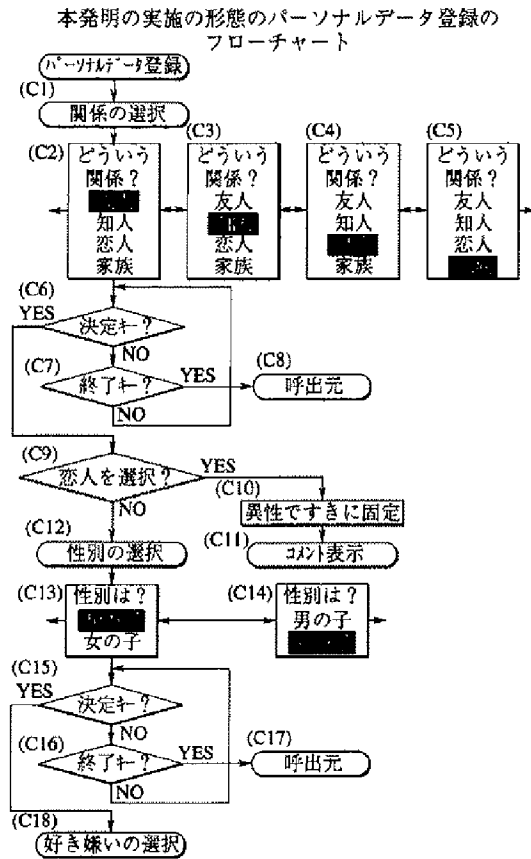 本発明の実施の形態のパーソナルデータ登録の
フローチャート
パーソナルデータ登録
(C1)
関係の選択
(C2)
どういう
関係？
知人
恋人
家族
(C3)
どういう
関係？
友人
恋人
家族
(C4)
どういう
関係？
友人
知人
家族
(C5)
どういう
関係？
友人
知人
恋人
(C6)
YES
決定キー？
NO
(C7)
終了キー？
YES
NO
(C8)
呼出元
(C9)
恋人を選択？
YES
NO
(C10)
異性ですきに固定
(C11)
コメント表示
(C12)
性別の選択
(C13)
性別は？
女の子
(C14)
性別は？
男の子
(C15)
YES
決定キー？
NO
(C16)
終了キー？
YES
NO
(C17)
呼出元
(C18)
好き嫌いの選択